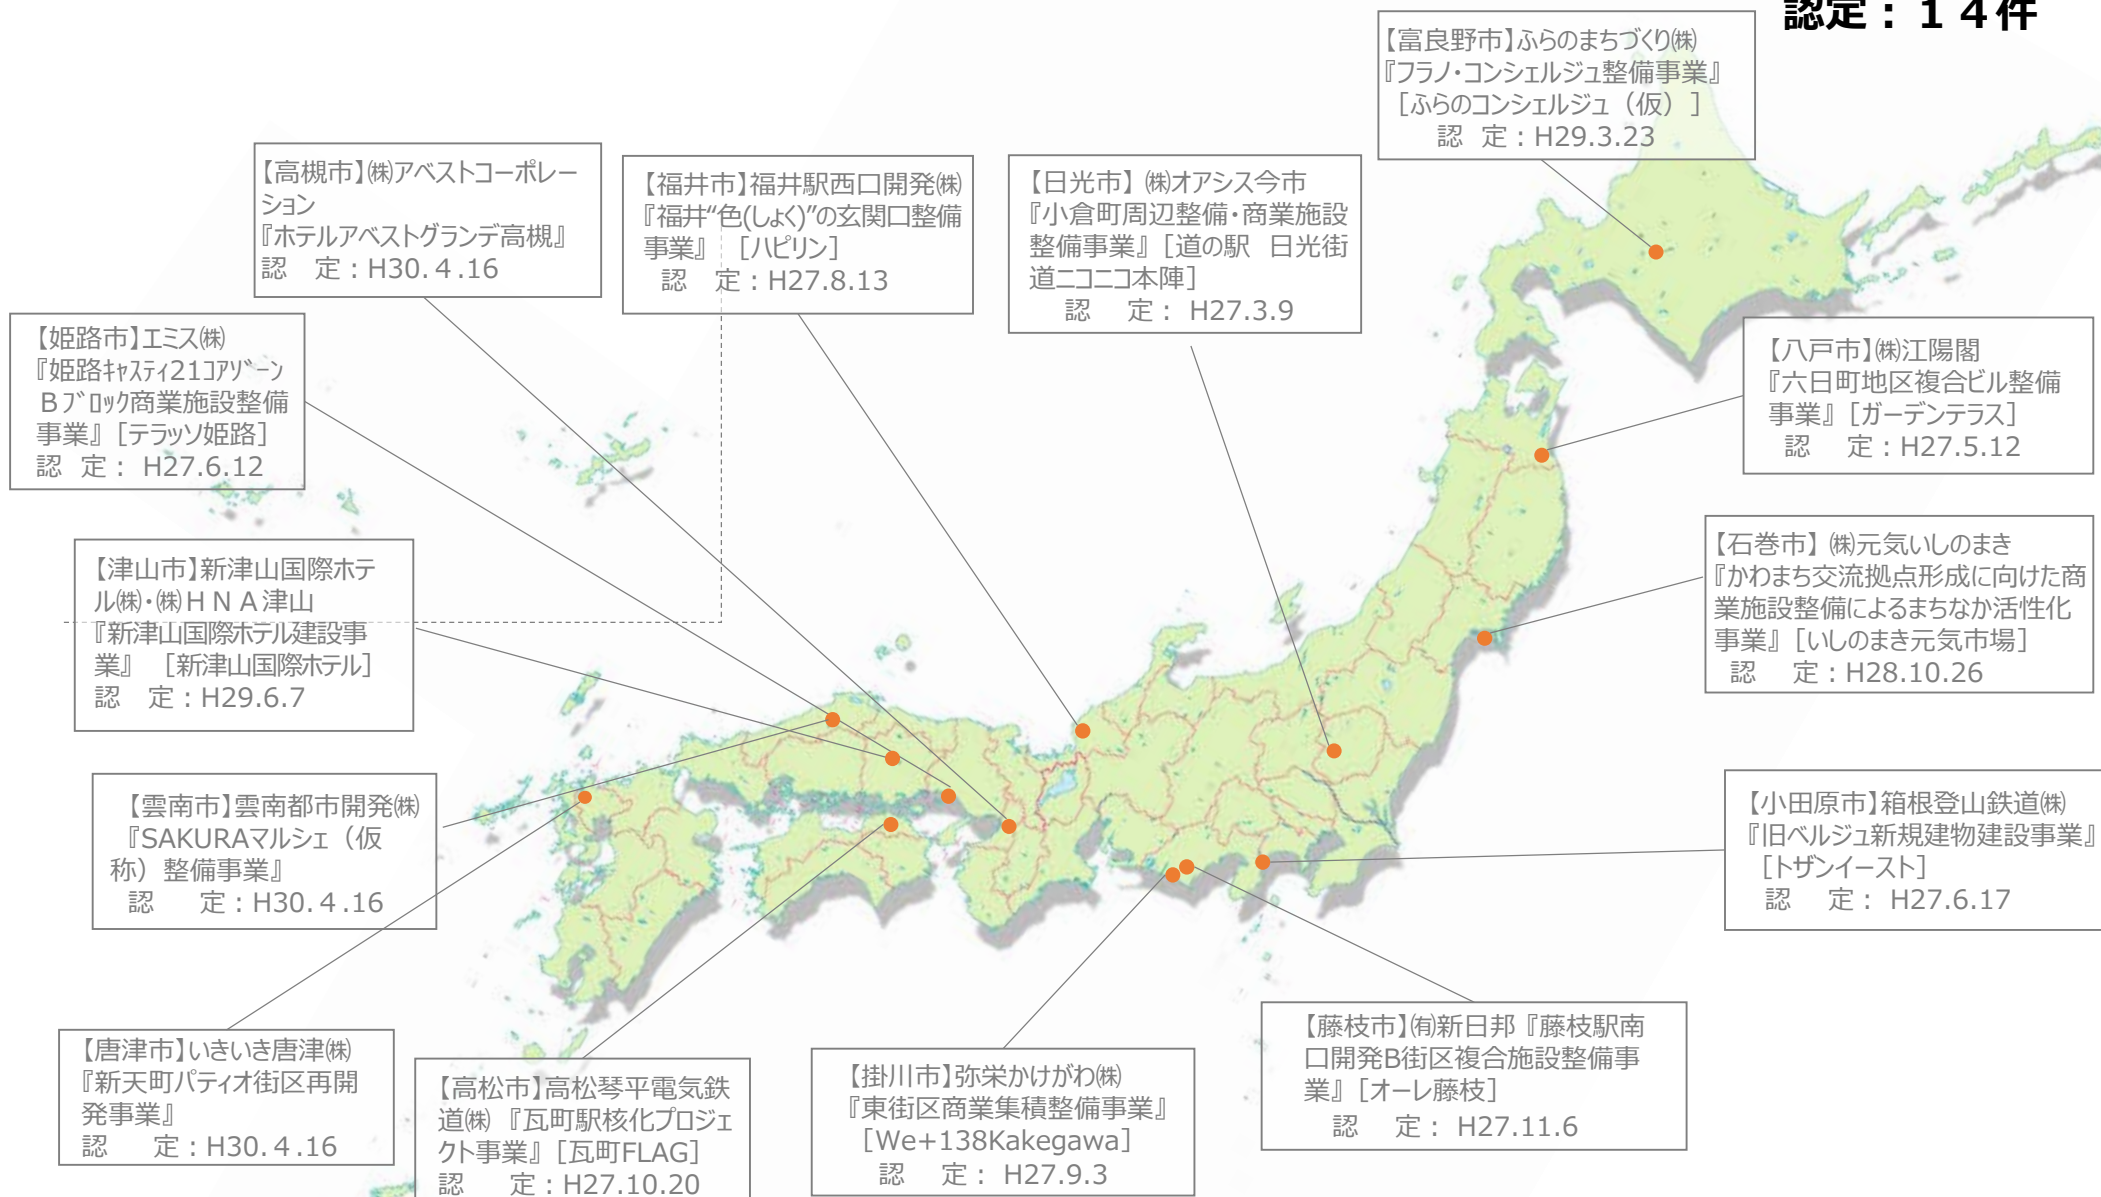 認定：１４件
【富良野市】ふらのまちづくり㈱
『フラノ・コンシェルジュ整備事業』
［ふらのコンシェルジュ（仮）］
認 定：H29.3.23
【高槻市】㈱アベストコーポレー
ション
『ホテルアベストグランデ高槻』
認 定：H30.４.16
【福井市】福井駅西口開発㈱
『福井“色(しょく)”の玄関口整備
事業』 ［ハピリン］
認 定：H27.8.13
【日光市】㈱オアシス今市
『小倉町周辺整備・商業施設
整備事業』［道の駅 日光街
道ニコニコ本陣］
認 定： H27.3.9
【姫路市】エミス㈱
『姫路ｷｬｽﾃｨ21ｺｱｿﾞｰﾝ
Ｂﾌﾞﾛｯｸ商業施設整備
事業』［テラッソ姫路］
認 定： H27.6.12
【八戸市】㈱江陽閣
『六日町地区複合ビル整備
事業』［ガーデンテラス］
認 定：H27.5.12
【津山市】新津山国際ホテ
ル㈱・㈱ＨＮＡ津山
『新津山国際ホテル建設事
業』 ［新津山国際ホテル］
認 定：H29.6.7
【石巻市】㈱元気いしのまき
『かわまち交流拠点形成に向けた商
業施設整備によるまちなか活性化
事業』［いしのまき元気市場］
認 定：H28.10.26
【雲南市】雲南都市開発㈱
『SAKURAマルシェ（仮
称）整備事業』
認 定：H30.４.16
【小田原市】箱根登山鉄道㈱
『旧ベルジュ新規建物建設事業』
［トザンイースト］
認 定： H27.6.17
【唐津市】いきいき唐津㈱
『新天町パティオ街区再開
発事業』
認 定：H30.４.16
【高松市】高松琴平電気鉄
道㈱ 『瓦町駅核化プロジェ
クト事業』［瓦町FLAG］
認 定：H27.10.20
【掛川市】弥栄かけがわ㈱
『東街区商業集積整備事業』
［We+138Kakegawa］
認 定： H27.9.3
【藤枝市】㈲新日邦『藤枝駅南
口開発B街区複合施設整備事
業』［オーレ藤枝］
認 定： H27.11.6